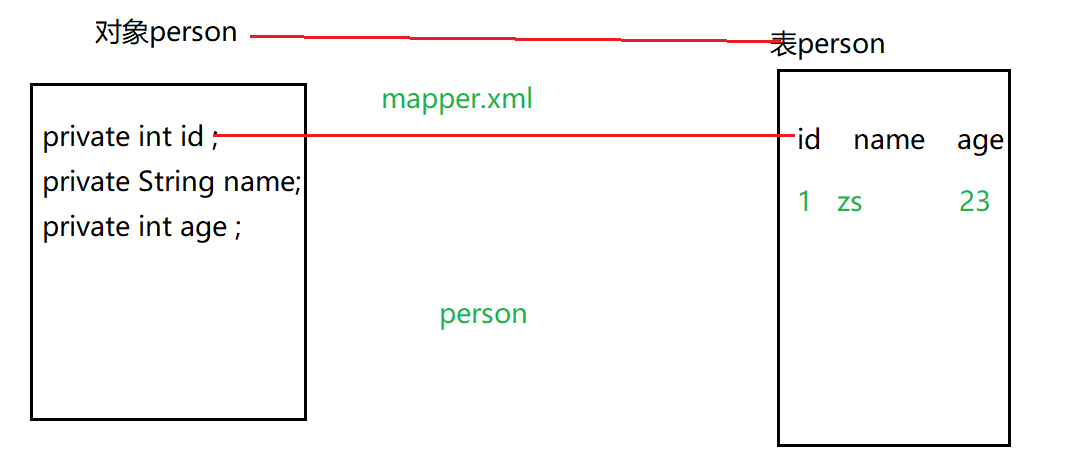 对象person
表person
mapper.xml
private int id ;
private String name;
private int age ;
id name age
1 zs 23
person